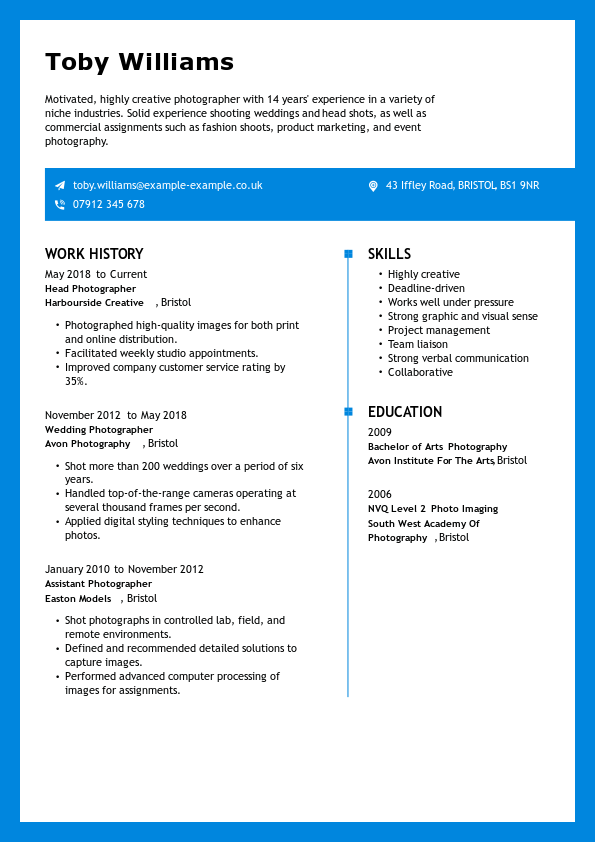 Toby Williams
Motivated, highly creative photographer with 14 years' experience in a variety of
niche industries. Solid experience shooting weddings and head shots, as well as
commercial assignments such as fashion shoots, product marketing, and event
photography.
toby.williams@example-example.co.uk
43 Iffley Road, BRISTOL, BS1 9NR
07912 345 678
WORK HISTORY
May 2018 to Current
Head Photographer
Harbourside Creative , Bristol
• Photographed high-quality images for both print
and online distribution.
• Facilitated weekly studio appointments.
• Improved company customer service rating by
35%.
November 2012 to May 2018
Wedding Photographer
Avon Photography , Bristol
• Shot more than 200 weddings over a period of six
years.
• Handled top-of-the-range cameras operating at
several thousand frames per second.
• Applied digital styling techniques to enhance
photos.
January 2010 to November 2012
Assistant Photographer
Easton Models , Bristol
• Shot photographs in controlled lab, field, and
remote environments.
• Defined and recommended detailed solutions to
capture images.
• Performed advanced computer processing of
images for assignments.
SKILLS
• Highly creative
• Deadline-driven
• Works well under pressure
• Strong graphic and visual sense
• Project management
• Team liaison
• Strong verbal communication
• Collaborative
EDUCATION
2009
Bachelor of Arts Photography
Avon Institute For The Arts, Bristol
2006
NVQ Level 2 Photo Imaging
South West Academy Of
Photography , Bristol